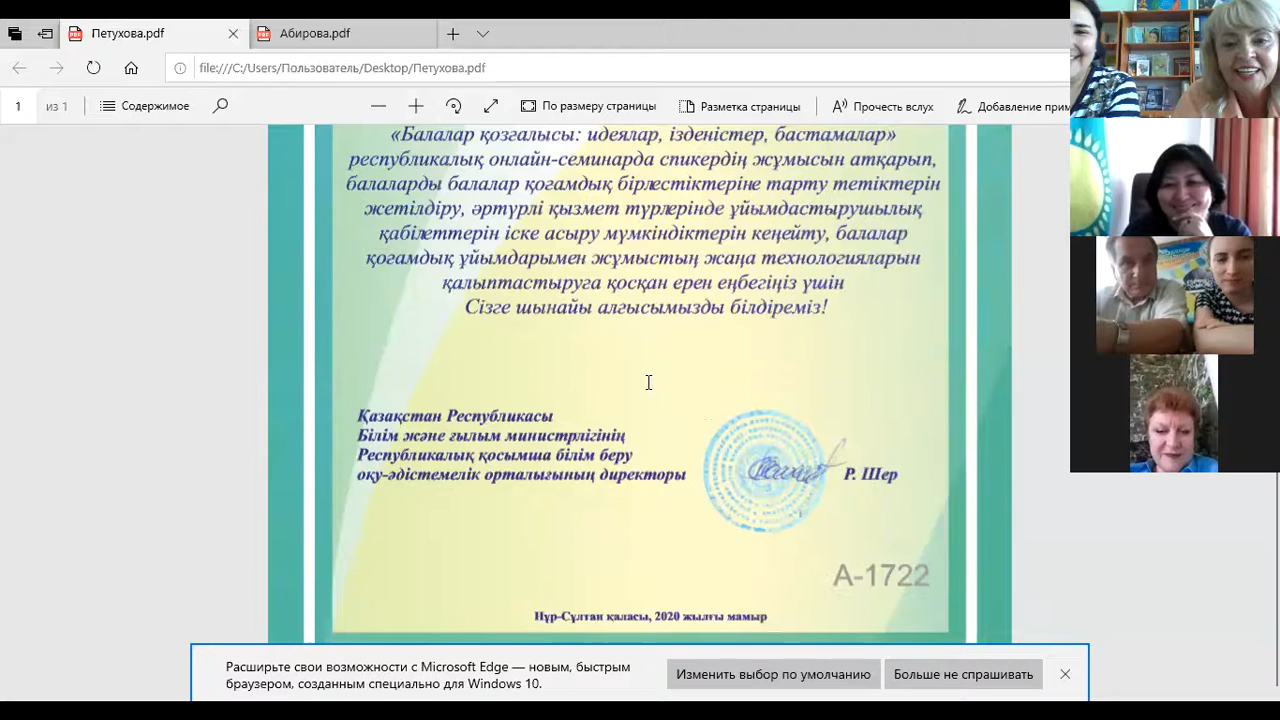 Петухова.pdf
Абирова.pdf
file:///C:/Users/Пользователь/Desktop/Петухова.pdf
1 из 1
Содержимое
По размеру страницы
Разметка страницы
Прочесть вслух
Добавление прим
«Балалар қозғалысы: идеялар, ізденістер, бастамалар»
республикалық онлайн-семинарда спикердің жұмысын атқарып,
балаларды балалар қоғамдық бірлестіктеріне тарту тетіктерін
жетілдіру, әртүрлі қызмет түрлерінде ұйымдастырушылық
қабілеттерін іске асыру мүмкіндіктерін кеңейту, балалар
қоғамдық ұйымдарымен жұмыстың жаңа технологияларын
қалыптастыруға қосқан ерен еңбегіңіз үшін
Сізге шынайы алғысымызды білдіреміз!
Қазақстан Республикасы
Білім және ғылым министрлігінің
Республикалық қосымша білім беру
оқу-әдістемелік орталығының директоры
Р. Шер
А-1722
Нұр-Сұлтан қаласы, 2020 жылғы мамыр
Расширьте свои возможности с Microsoft Edge — новым, быстрым
браузером, созданным специально для Windows 10.
Изменить выбор по умолчанию
Больше не спрашивать